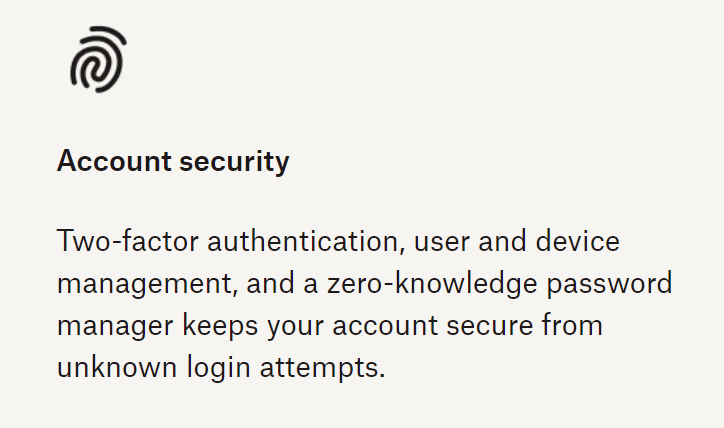 Account security
Two-factor authentication, user and device
management, and a zero-knowledge password
manager keeps your account secure from
unknown login attempts.